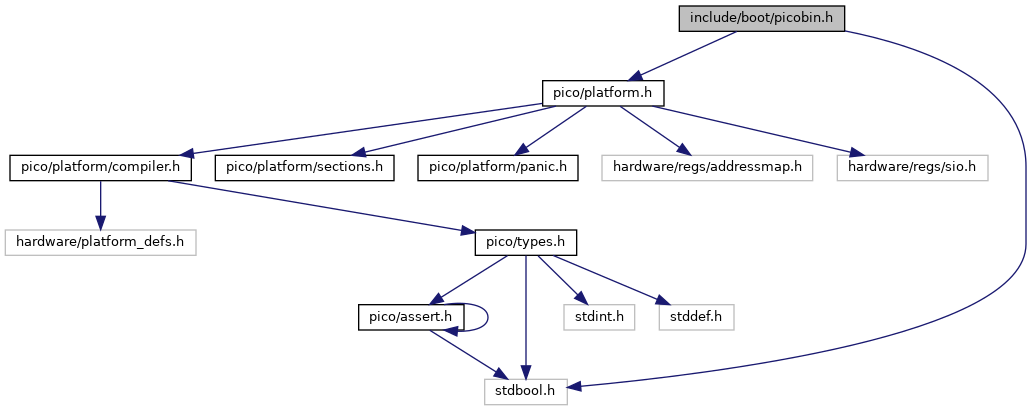 include/boot/picobin.h
pico/platform.h
pico/platform/compiler.h
pico/platform/sections.h
pico/platform/panic.h
hardware/regs/addressmap.h
hardware/regs/sio.h
hardware/platform_defs.h
pico/types.h
pico/assert.h
stdint.h
stddef.h
stdbool.h